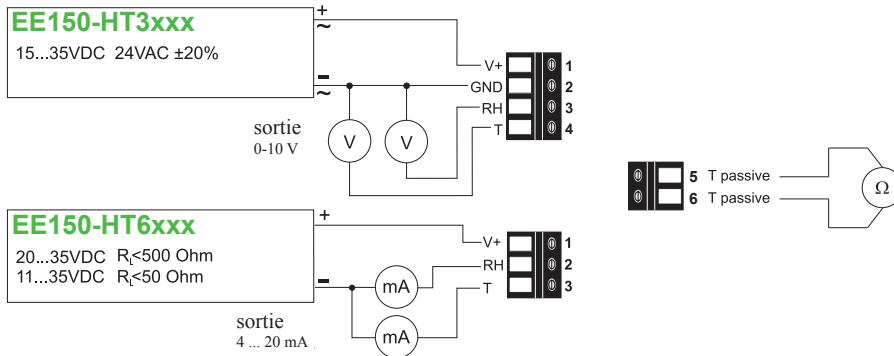 EE150-HT3xxx
15...35VDC 24VAC ±20%
+
~
–
~
V+ 1
GND 2
RH 3
T 4
V
V
sortie
0-10 V
5 T passive
6 T passive
Ω
EE150-HT6xxx
20...35VDC RL<500 Ohm
11...35VDC RL<50 Ohm
+
–
V+ 1
RH 2
T 3
mA
mA
sortie
4 ... 20 mA